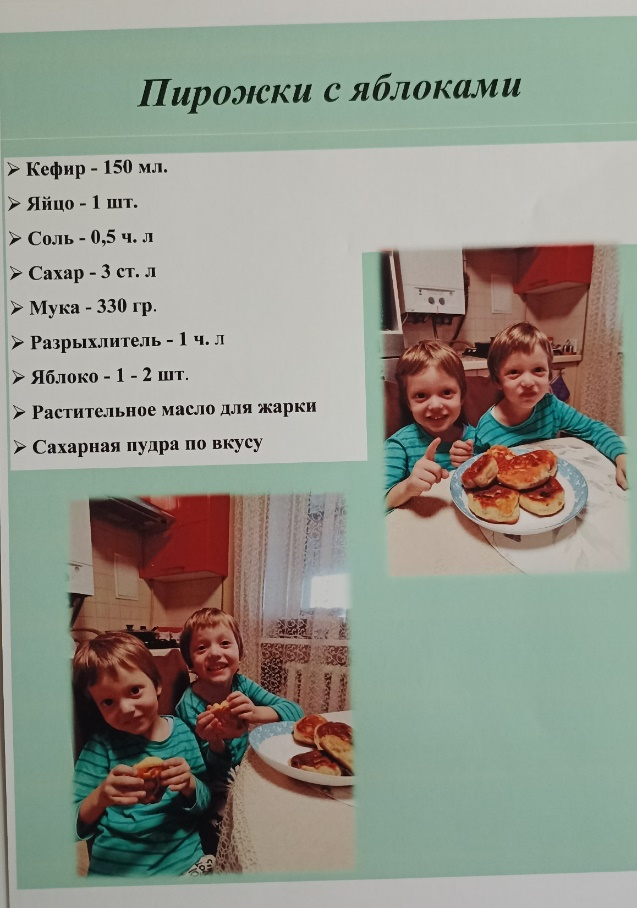 Пирожки с яблоками
➢ Кефир - 150 мл.
➢ Яйцо - 1 шт.
➢ Соль - 0,5 ч. л
➢ Сахар - 3 ст. л
➢ Мука - 330 гр.
➢ Разрыхлитель - 1 ч. л
➢ Яблоко - 1 - 2 шт.
➢ Растительное масло для жарки
➢ Сахарная пудра по вкусу